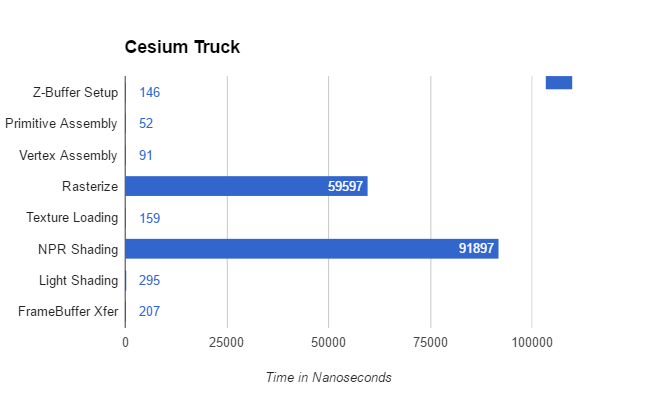 Cesium Truck
Z-Buffer Setup 146
Primitive Assembly 52
Vertex Assembly 91
Rasterize 59597
Texture Loading 159
NPR Shading 91897
Light Shading 295
FrameBuffer Xfer 207
0 25000 50000 75000 100000
Time in Nanoseconds